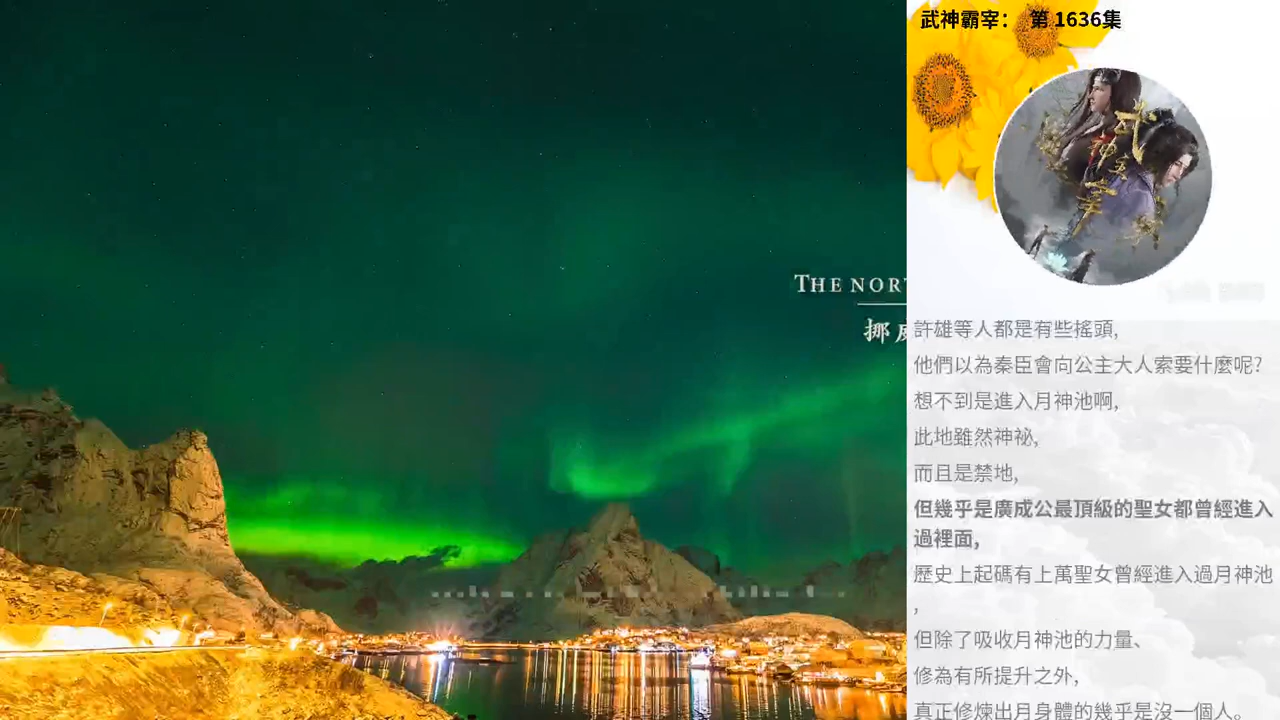 武神霸宰： 第 1636集
武神主宰
THE NOR
挪威
許雄等人都是有些搖頭,
他們以為秦臣會向公主大人索要什麼呢?
想不到是進入月神池啊,
此地雖然神祕,
而且是禁地,
但幾乎是廣成公最頂級的聖女都曾經進入
過裡面,
歷史上起碼有上萬聖女曾經進入過月神池
,
但除了吸收月神池的力量、
修為有所提升之外,
真正修煉出月身體的幾乎是沒一個人。